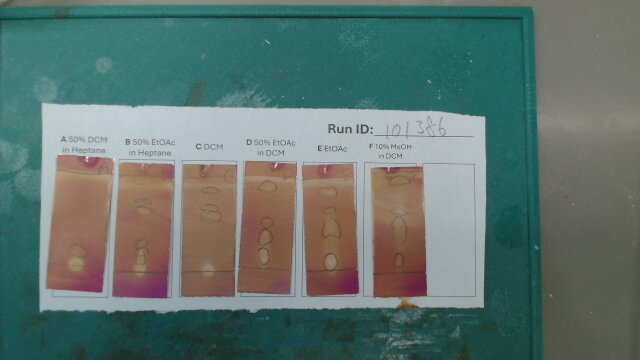 Run ID: 101386
A 50% DCM
in Heptane
B 50% EtOAc
in Heptane
C DCM
D 50% EtOAc
in DCM
E EtOAc
F 10% MeOH
in DCM